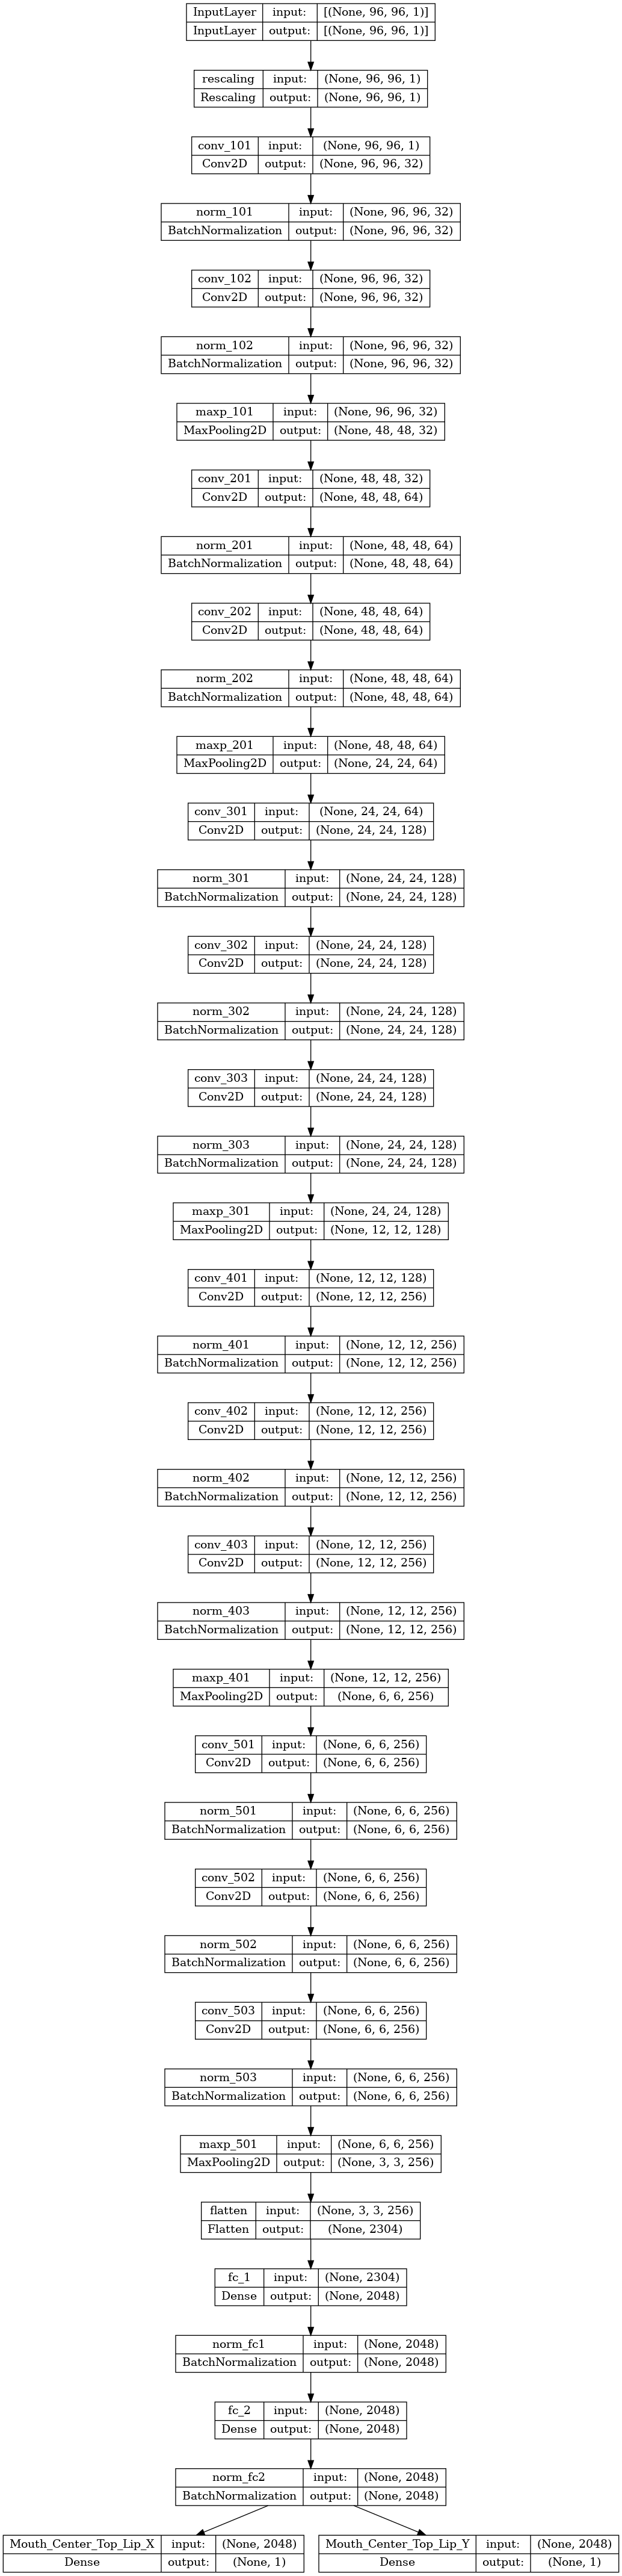 InputLayer input: [(None, 96, 96, 1)]
InputLayer output: [(None, 96, 96, 1)]
rescaling input: (None, 96, 96, 1)
Rescaling output: (None, 96, 96, 1)
conv_101 input: (None, 96, 96, 1)
Conv2D output: (None, 96, 96, 32)
norm_101 input: (None, 96, 96, 32)
BatchNormalization output: (None, 96, 96, 32)
conv_102 input: (None, 96, 96, 32)
Conv2D output: (None, 96, 96, 32)
norm_102 input: (None, 96, 96, 32)
BatchNormalization output: (None, 96, 96, 32)
maxp_101 input: (None, 96, 96, 32)
MaxPooling2D output: (None, 48, 48, 32)
conv_201 input: (None, 48, 48, 32)
Conv2D output: (None, 48, 48, 64)
norm_201 input: (None, 48, 48, 64)
BatchNormalization output: (None, 48, 48, 64)
conv_202 input: (None, 48, 48, 64)
Conv2D output: (None, 48, 48, 64)
norm_202 input: (None, 48, 48, 64)
BatchNormalization output: (None, 48, 48, 64)
maxp_201 input: (None, 48, 48, 64)
MaxPooling2D output: (None, 24, 24, 64)
conv_301 input: (None, 24, 24, 64)
Conv2D output: (None, 24, 24, 128)
norm_301 input: (None, 24, 24, 128)
BatchNormalization output: (None, 24, 24, 128)
conv_302 input: (None, 24, 24, 128)
Conv2D output: (None, 24, 24, 128)
norm_302 input: (None, 24, 24, 128)
BatchNormalization output: (None, 24, 24, 128)
conv_303 input: (None, 24, 24, 128)
Conv2D output: (None, 24, 24, 128)
norm_303 input: (None, 24, 24, 128)
BatchNormalization output: (None, 24, 24, 128)
maxp_301 input: (None, 24, 24, 128)
MaxPooling2D output: (None, 12, 12, 128)
conv_401 input: (None, 12, 12, 128)
Conv2D output: (None, 12, 12, 256)
norm_401 input: (None, 12, 12, 256)
BatchNormalization output: (None, 12, 12, 256)
conv_402 input: (None, 12, 12, 256)
Conv2D output: (None, 12, 12, 256)
norm_402 input: (None, 12, 12, 256)
BatchNormalization output: (None, 12, 12, 256)
conv_403 input: (None, 12, 12, 256)
Conv2D output: (None, 12, 12, 256)
norm_403 input: (None, 12, 12, 256)
BatchNormalization output: (None, 12, 12, 256)
maxp_401 input: (None, 12, 12, 256)
MaxPooling2D output: (None, 6, 6, 256)
conv_501 input: (None, 6, 6, 256)
Conv2D output: (None, 6, 6, 256)
norm_501 input: (None, 6, 6, 256)
BatchNormalization output: (None, 6, 6, 256)
conv_502 input: (None, 6, 6, 256)
Conv2D output: (None, 6, 6, 256)
norm_502 input: (None, 6, 6, 256)
BatchNormalization output: (None, 6, 6, 256)
conv_503 input: (None, 6, 6, 256)
Conv2D output: (None, 6, 6, 256)
norm_503 input: (None, 6, 6, 256)
BatchNormalization output: (None, 6, 6, 256)
maxp_501 input: (None, 6, 6, 256)
MaxPooling2D output: (None, 3, 3, 256)
flatten input: (None, 3, 3, 256)
Flatten output: (None, 2304)
fc_1 input: (None, 2304)
Dense output: (None, 2048)
norm_fc1 input: (None, 2048)
BatchNormalization output: (None, 2048)
fc_2 input: (None, 2048)
Dense output: (None, 2048)
norm_fc2 input: (None, 2048)
BatchNormalization output: (None, 2048)
Mouth_Center_Top_Lip_X input: (None, 2048)
Dense output: (None, 1)
Mouth_Center_Top_Lip_Y input: (None, 2048)
Dense output: (None, 1)